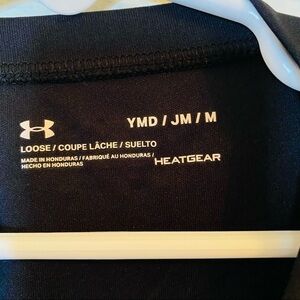 YMD / JM / M
LOOSE / COUPE LÂCHE / SUELTO
MADE IN HONDURAS / FABRIQUÉ AU HONDURAS /
HECHO EN HONDURAS
HEATGEAR